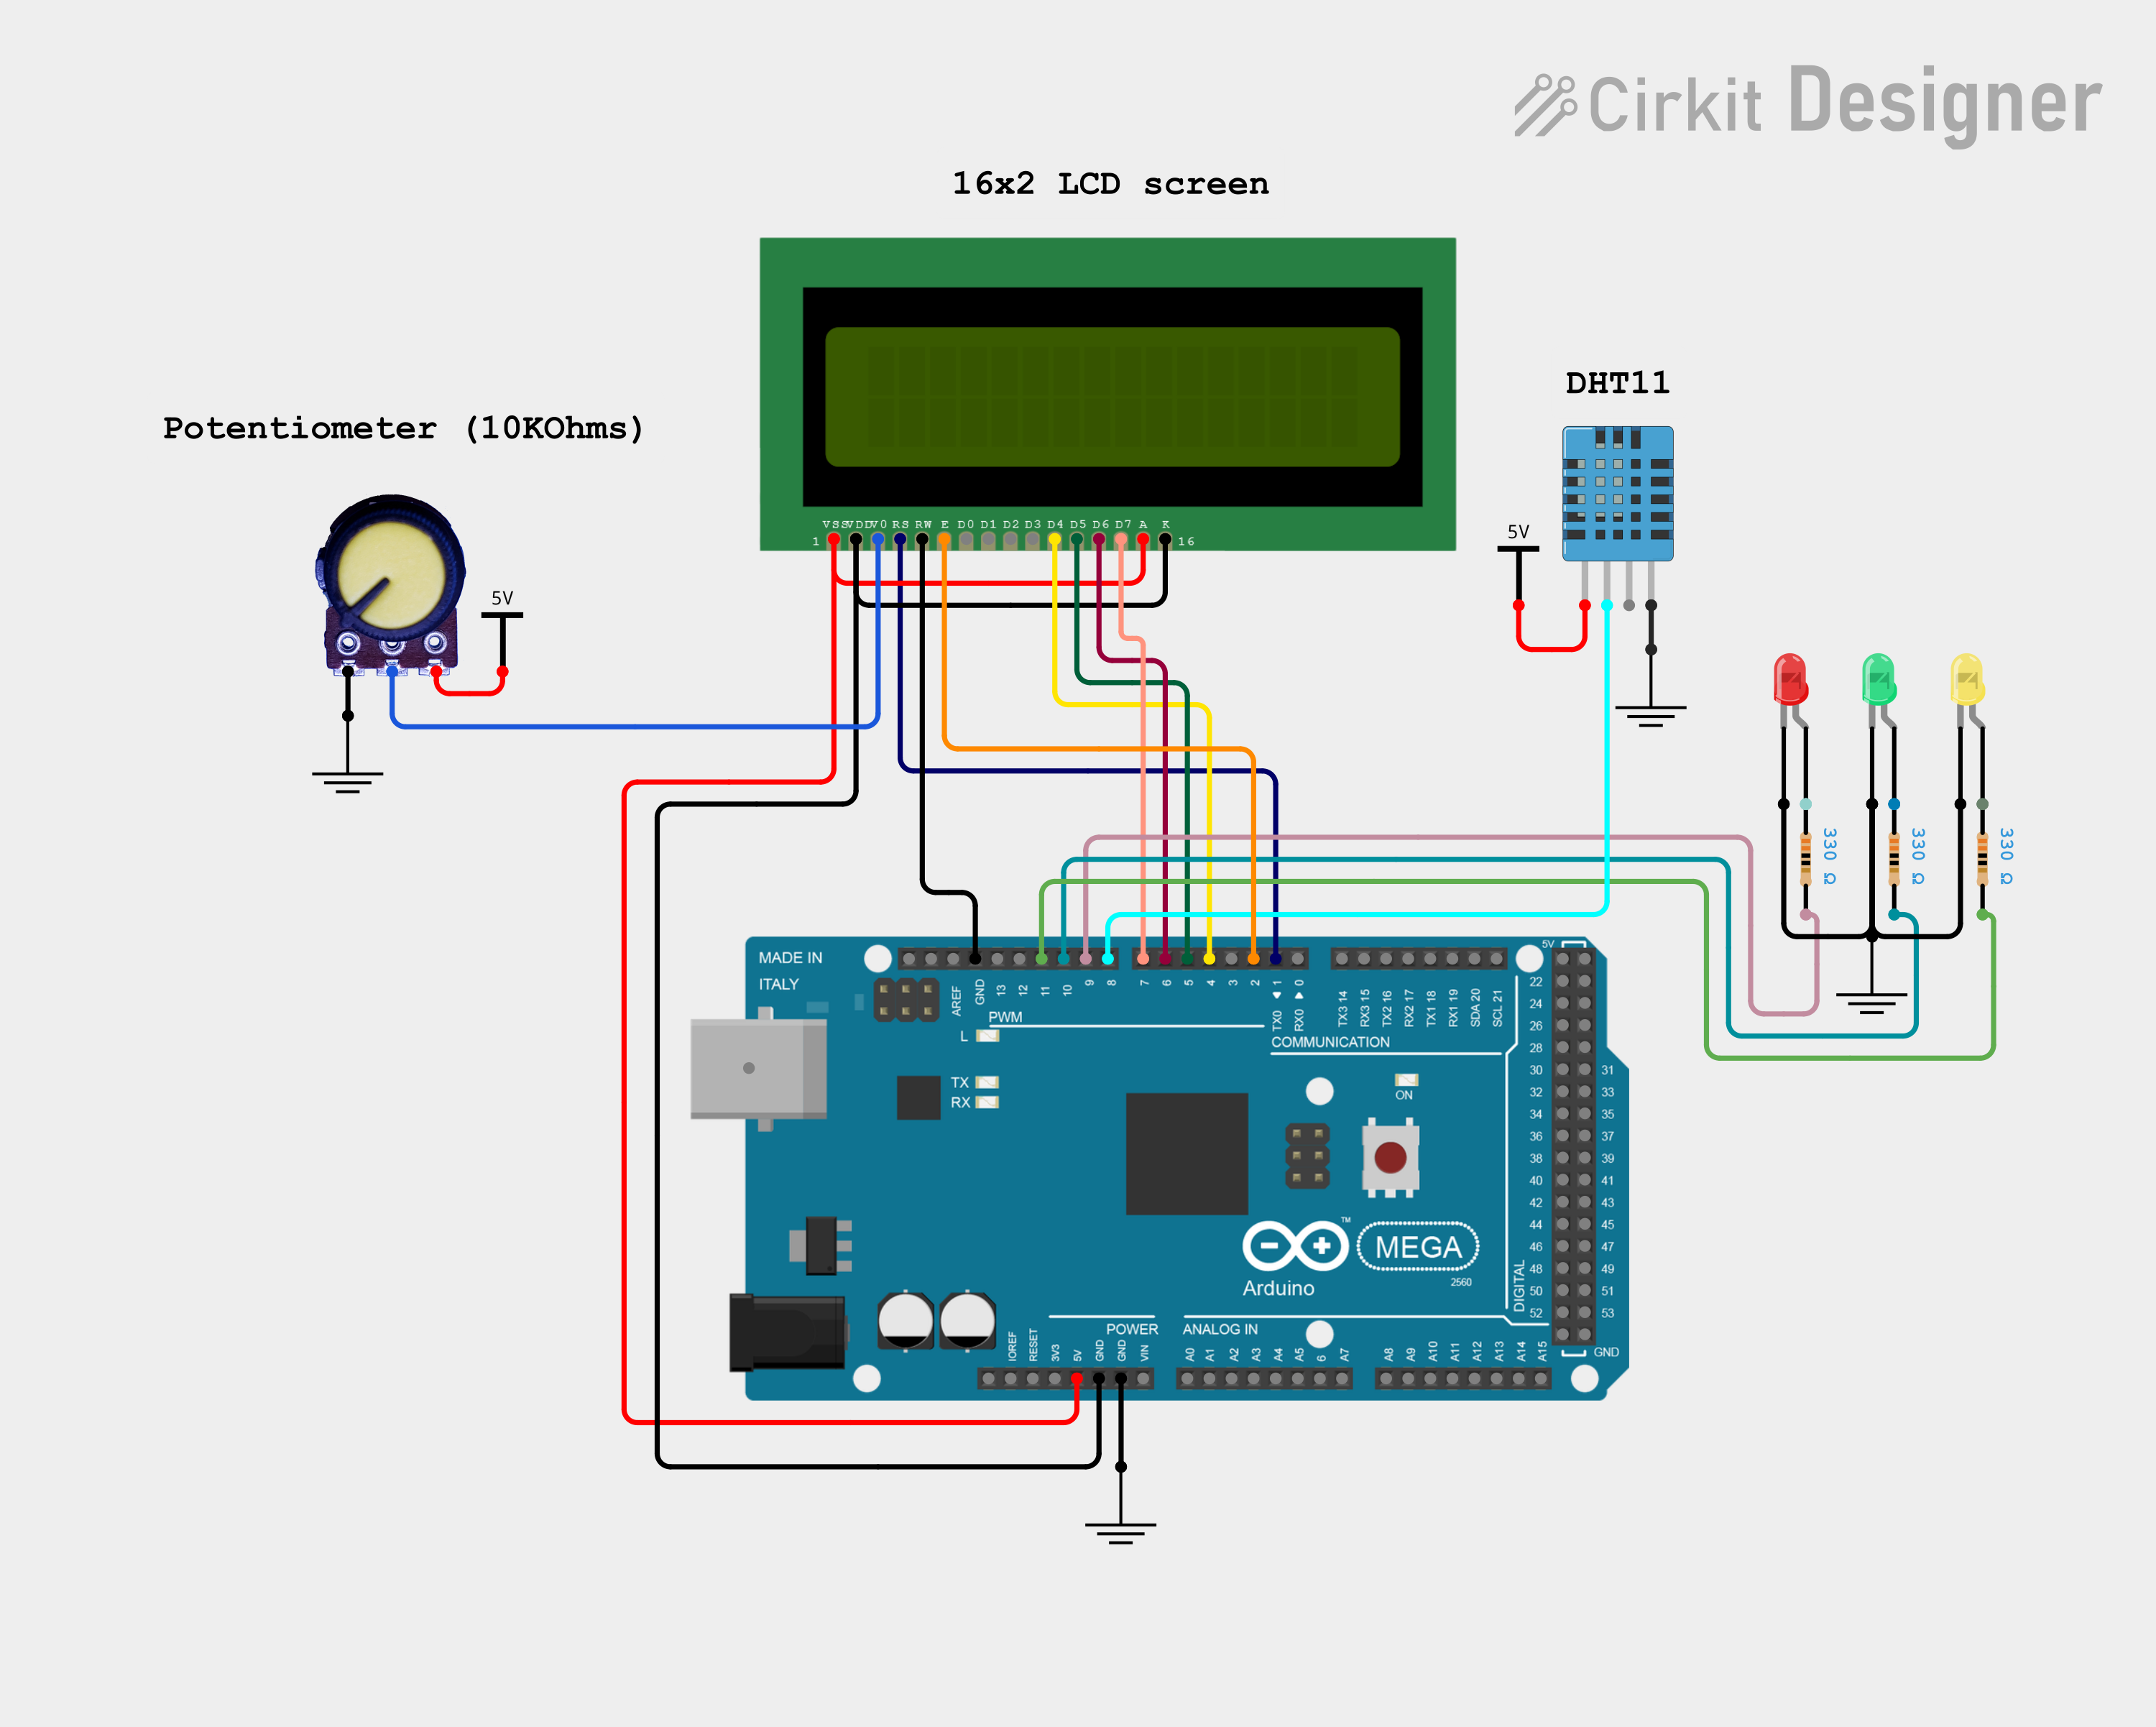 Cirkit Designer
16x2 LCD screen
DHT11
Potentiometer (10KOhms)
VSS VDD V0 RS RW E D0 D1 D2 D3 D4 D5 D6 D7 A K
1 16
5V
5V
330 Ω
330 Ω
330 Ω
MADE IN
ITALY
AREF GND 13 12 11 10 9 8 7 6 5 4 3 2 TX0 1 RX0 0
TX3 14 RX3 15 TX2 16 RX2 17 TX1 18 RX1 19 SDA 20 SCL 21
5V
PWM
COMMUNICATION
L
TX
RX
ON
22
24
26
28
30 31
32 33
34 35
36 37
38 39
40 41
42 43
44 45
46 47
48 49
50 51
52 53
DIGITAL
GND
MEGA
TM
2560
Arduino
POWER
ANALOG IN
IOREF RESET 3V3 5V GND GND VIN
A0 A1 A2 A3 A4 A5 6 A7
A8 A9 A10 A11 A12 A13 A14 A15